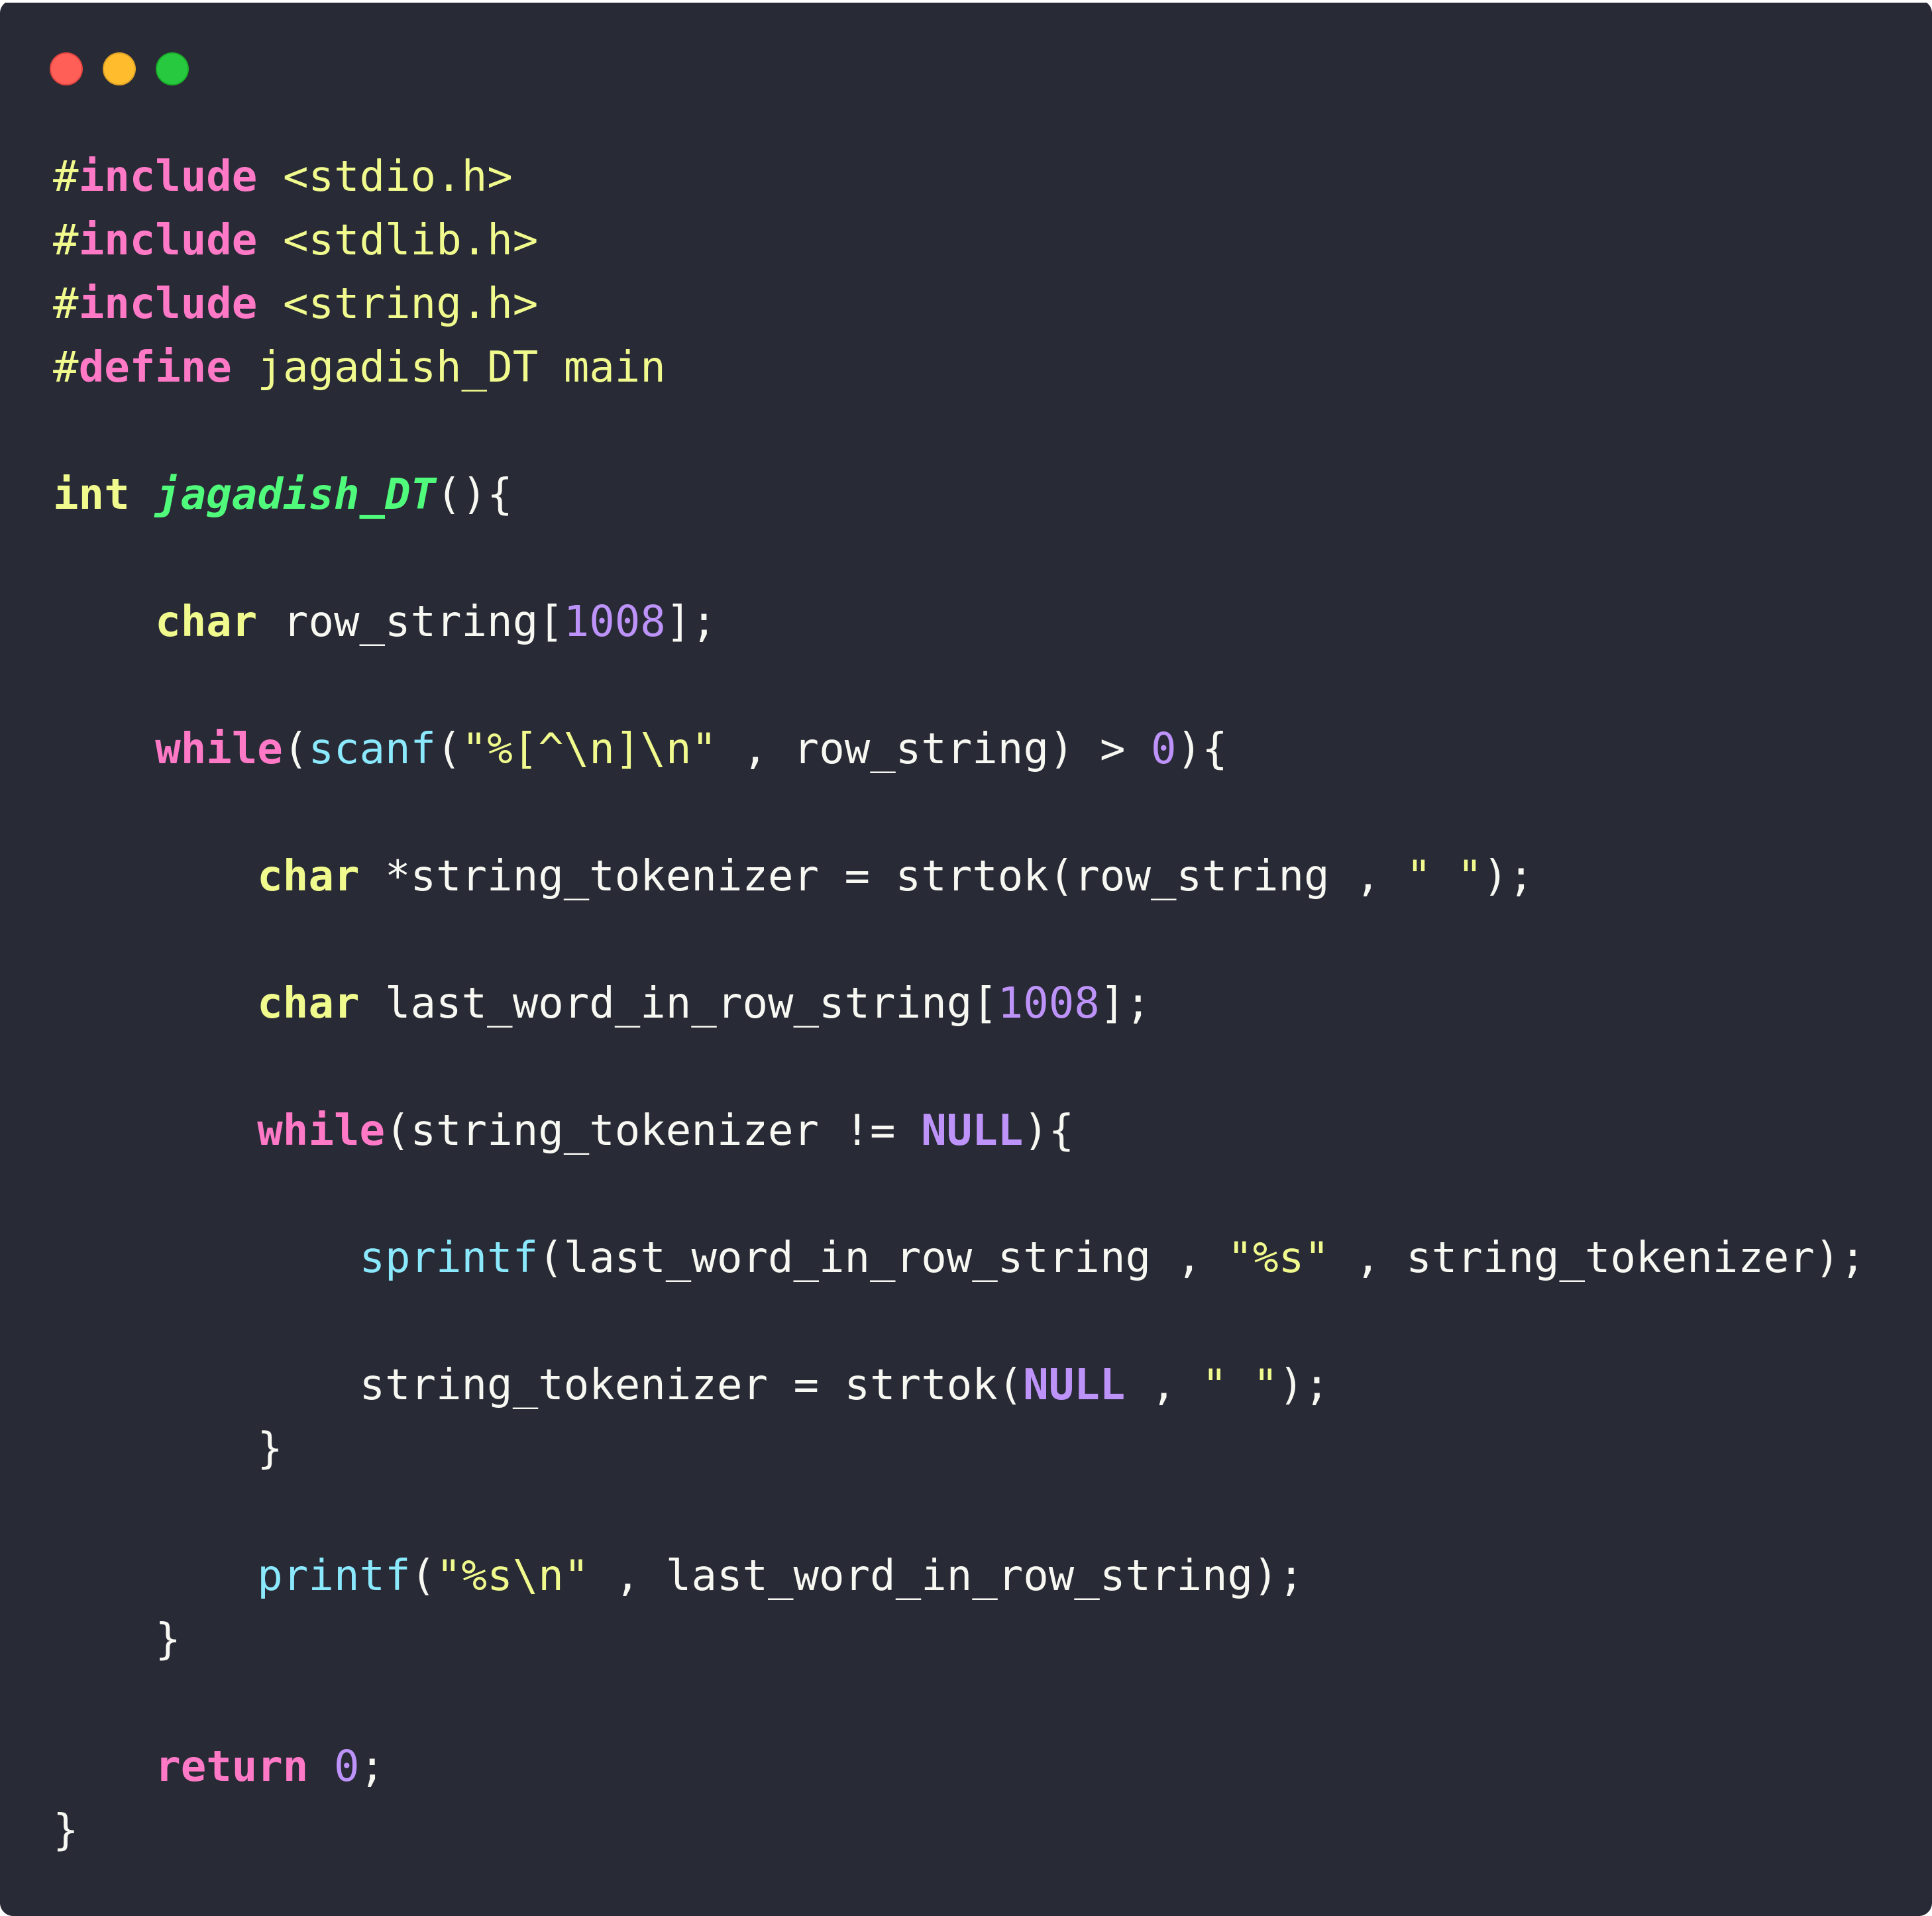 #include <stdio.h>
#include <stdlib.h>
#include <string.h>
#define jagadish_DT main
int jagadish_DT(){
    char row_string[1008];
    while(scanf("%[^\n]\n" , row_string) > 0){
        char *string_tokenizer = strtok(row_string , " ");
        char last_word_in_row_string[1008];
        while(string_tokenizer != NULL){
            sprintf(last_word_in_row_string , "%s" , string_tokenizer);
            string_tokenizer = strtok(NULL , " ");
        }
        printf("%s\n" , last_word_in_row_string);
    }
    return 0;
}